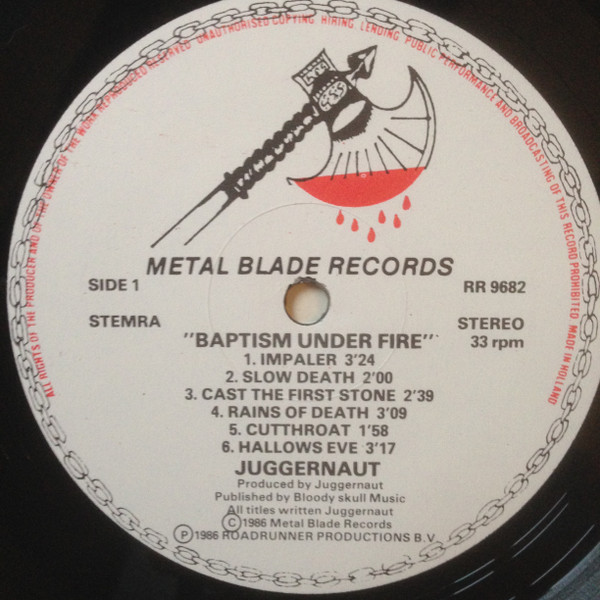 ALL RIGHTS OF THE PRODUCER AND OF THE OWNER OF THE WORK REPRODUCED RESERVED UNAUTHORISED COPYING HIRING LENDING PUBLIC PERFORMANCE AND BROADCASTING OF THIS RECORD PROHIBITED MADE IN HOLLAND
METAL BLADE RECORDS
SIDE 1 RR 9682
STEMRA STEREO
33 rpm
"BAPTISM UNDER FIRE"
1. IMPALER 3'24
2. SLOW DEATH 2'00
3. CAST THE FIRST STONE 2'39
4. RAINS OF DEATH 3'09
5. CUTTHROAT 1'58
6. HALLOWS EVE 3'17
JUGGERNAUT
Produced by Juggernaut
Published by Bloody skull Music
All titles written Juggernaut
© 1986 Metal Blade Records
℗ 1986 ROADRUNNER PRODUCTIONS B.V.